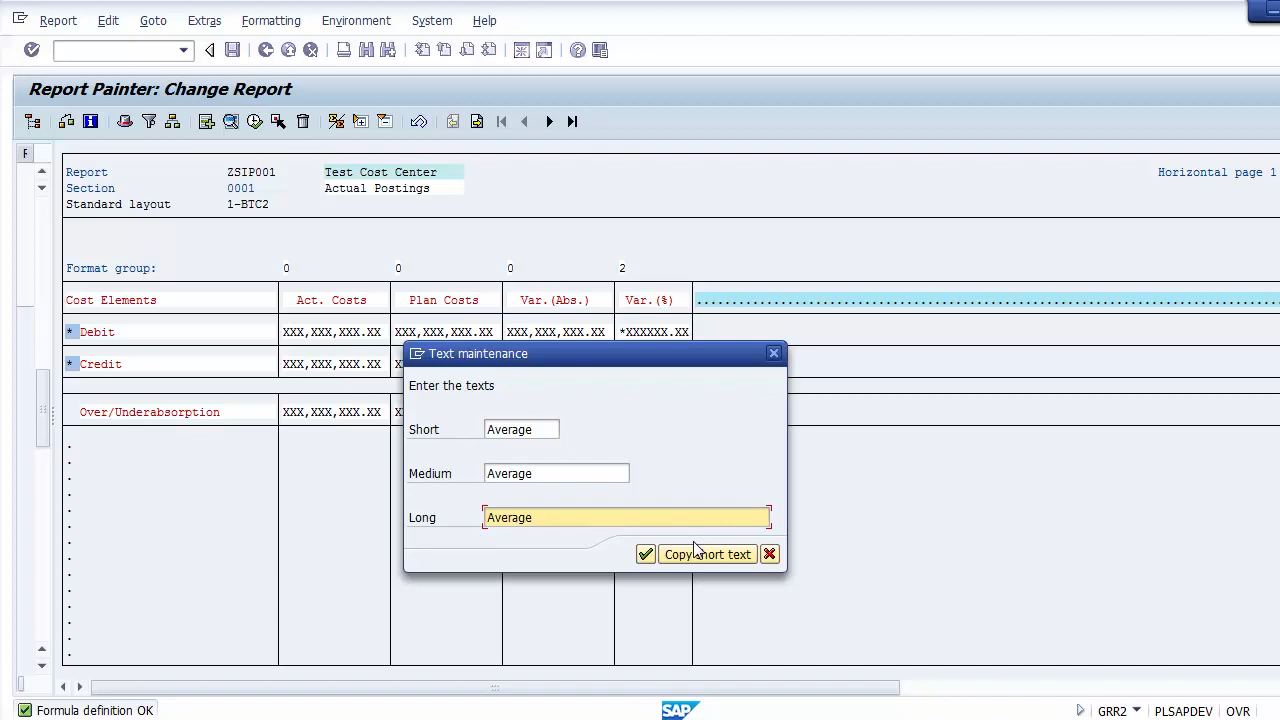 Report Edit Goto Extras Formatting Environment System Help
Report Painter: Change Report
F
Report ZSIP001 Test Cost Center Horizontal page 1
Section 0001 Actual Postings
Standard layout 1-BTC2
Format group: 0 0 0 2
Cost Elements Act. Costs Plan Costs Var.(Abs.) Var.(%)
* Debit XXX,XXX,XXX.XX XXX,XXX,XXX.XX XXX,XXX,XXX.XX *XXXXXX.XX
* Credit XXX,XXX,XXX.XX
Over/Underabsorption XXX,XXX,XXX.XX
Text maintenance
Enter the texts
Short Average
Medium Average
Long Average
Copy short text
Formula definition OK
SAP
GRR2 PLSAPDEV OVR